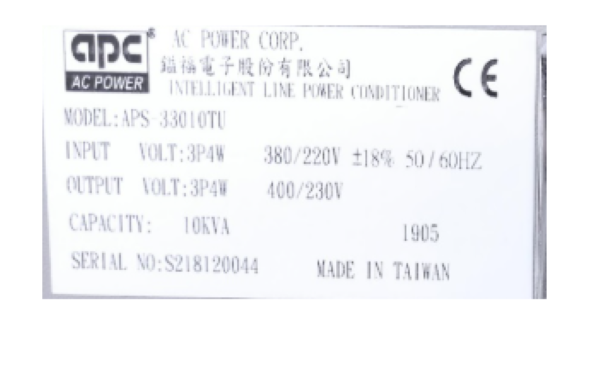 apc® AC POWER CORP.
鎰福電子股份有限公司
AC POWER INTELLIGENT LINE POWER CONDITIONER CE
MODEL:APS-33010TU
INPUT VOLT:3P4W 380/220V ±18% 50/60HZ
OUTPUT VOLT:3P4W 400/230V
CAPACITY: 10KVA 1905
SERIAL NO:S218120044 MADE IN TAIWAN